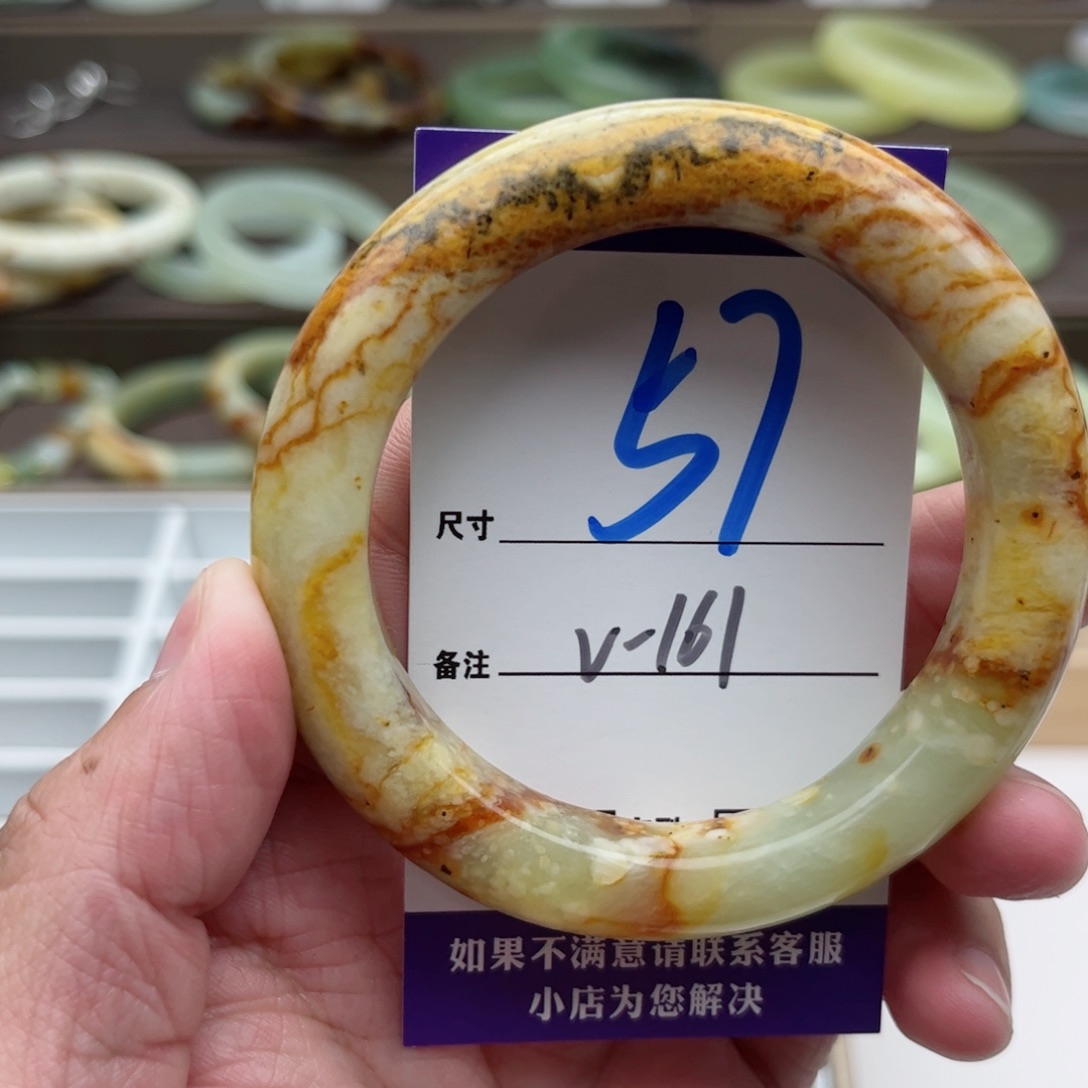 57
尺寸
V-161
备注
如果不满意请联系客服
小店为您解决